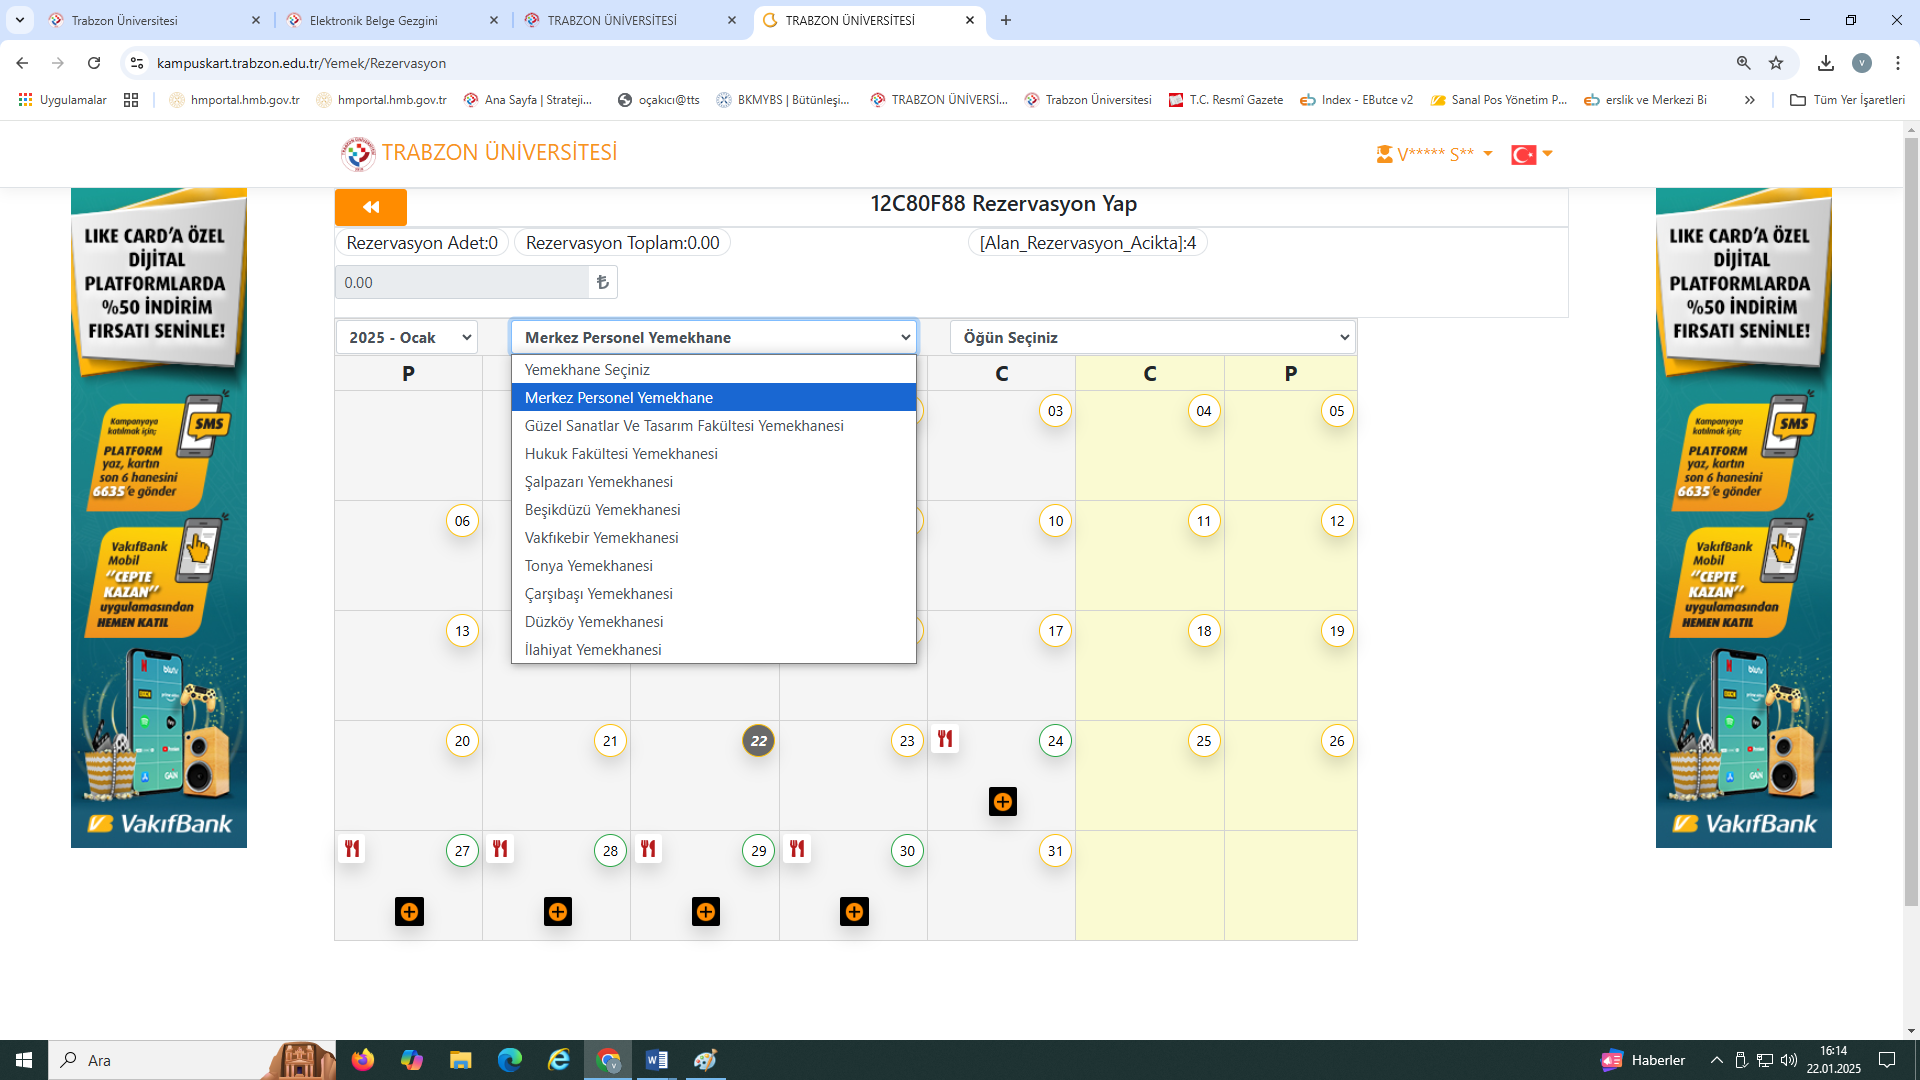 Trabzon Üniversitesi
Elektronik Belge Gezgini
TRABZON ÜNİVERSİTESİ
TRABZON ÜNİVERSİTESİ
kampuskart.trabzon.edu.tr/Yemek/Rezervasyon
V
Uygulamalar
hmportal.hmb.gov.tr
hmportal.hmb.gov.tr
Ana Sayfa | Strateji...
oçakıcı@tts
BKMYBS | Bütünleşi...
TRABZON ÜNİVERSİ...
Trabzon Üniversitesi
T.C. Resmî Gazete
Index - EButce v2
Sanal Pos Yönetim P...
erslik ve Merkezi Bi
Tüm Yer İşaretleri
TRABZON ÜNİVERSİTESİ
V***** S**
12C80F88 Rezervasyon Yap
Rezervasyon Adet:0
Rezervasyon Toplam:0.00
[Alan_Rezervasyon_Acikta]:4
0.00
₺
2025 - Ocak
Merkez Personel Yemekhane
Öğün Seçiniz
P
C
C
P
Yemekhane Seçiniz
Merkez Personel Yemekhane
Güzel Sanatlar Ve Tasarım Fakültesi Yemekhanesi
Hukuk Fakültesi Yemekhanesi
Şalpazarı Yemekhanesi
Beşikdüzü Yemekhanesi
Vakfıkebir Yemekhanesi
Tonya Yemekhanesi
Çarşıbaşı Yemekhanesi
Düzköy Yemekhanesi
İlahiyat Yemekhanesi
03
04
05
06
10
11
12
13
17
18
19
20
21
22
23
24
25
26
27
28
29
30
31
LIKE CARD'A ÖZEL
DİJİTAL
PLATFORMLARDA
%50 İNDİRİM
FIRSATI SENİNLE!
Kampanyaya
katılmak için;
SMS
PLATFORM
yaz, kartın
son 6 hanesini
6635'e gönder
VakıfBank
Mobil
"CEPTE
KAZAN"
uygulamasından
HEMEN KATIL
VakıfBank
LIKE CARD'A ÖZEL
DİJİTAL
PLATFORMLARDA
%50 İNDİRİM
FIRSATI SENİNLE!
Kampanyaya
katılmak için;
SMS
PLATFORM
yaz, kartın
son 6 hanesini
6635'e gönder
VakıfBank
Mobil
"CEPTE
KAZAN"
uygulamasından
HEMEN KATIL
VakıfBank
Ara
Haberler
16:14
22.01.2025